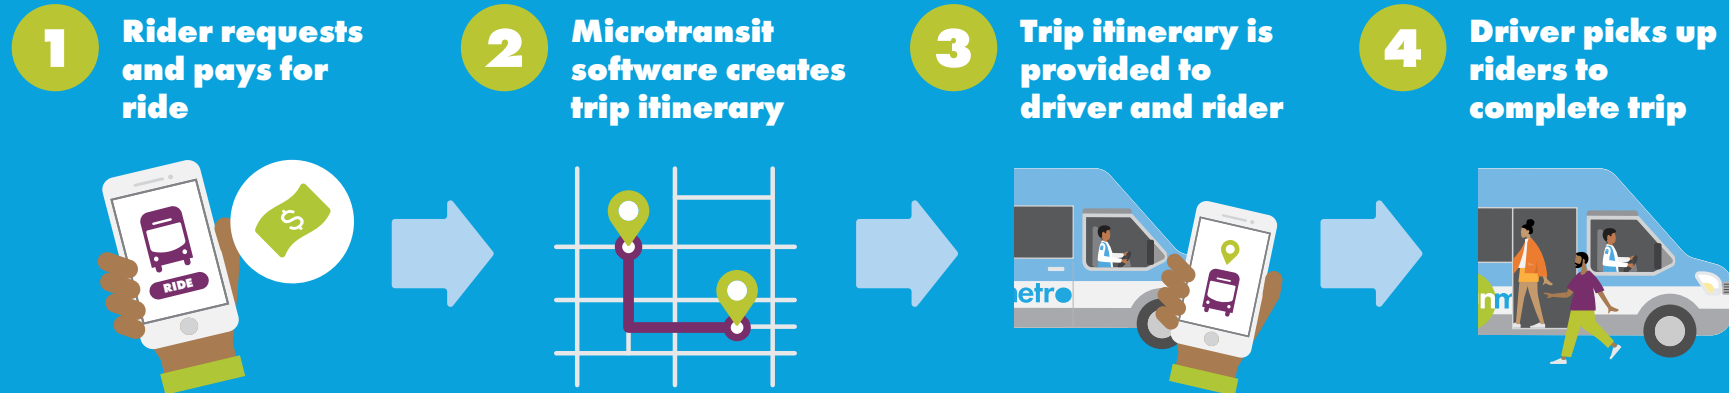 1
Rider requests
and pays for
ride
2
Microtransit
software creates
trip itinerary
3
Trip itinerary is
provided to
driver and rider
4
Driver picks up
riders to
complete trip
$
RIDE
etro
nm